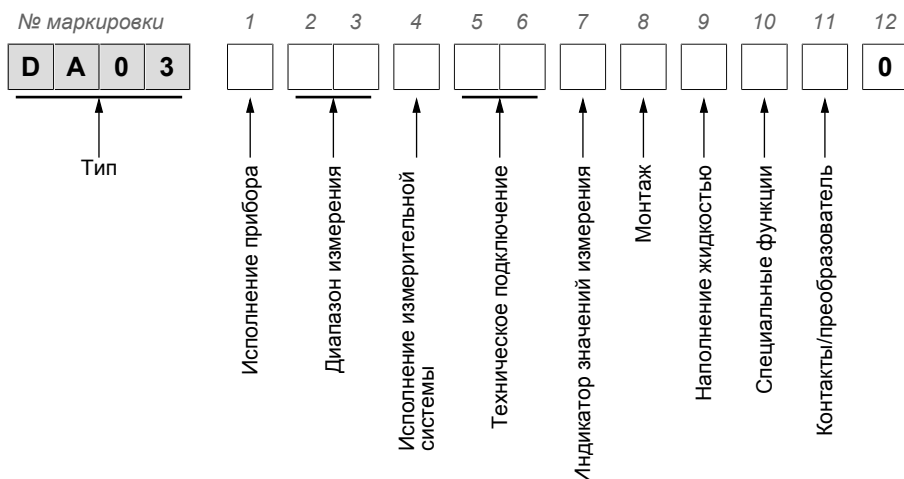 № маркировки 1 2 3 4 5 6 7 8 9 10 11 12
D A 0 3 0
Тип
Исполнение прибора
Диапазон измерения
Исполнение измерительной
системы
Техническое подключение
Индикатор значений измерения
Монтаж
Наполнение жидкостью
Специальные функции
Контакты/преобразователь